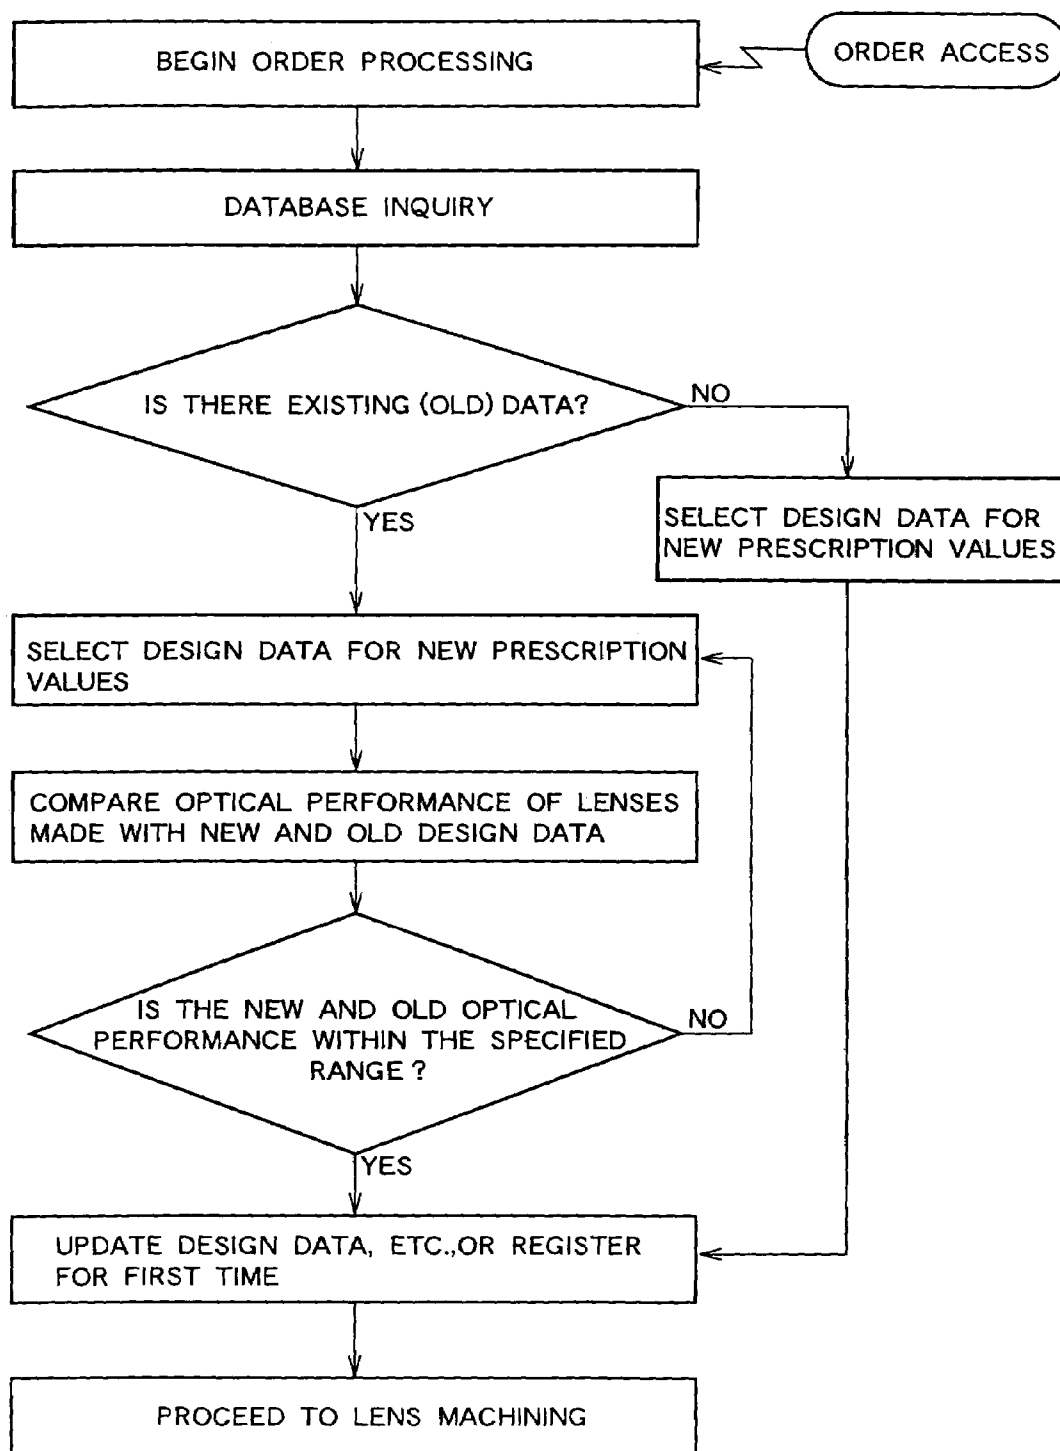 BEGIN ORDER PROCESSING
ORDER ACCESS
DATABASE INQUIRY
IS THERE EXISTING (OLD) DATA?
NO
YES
SELECT DESIGN DATA FOR
NEW PRESCRIPTION VALUES
SELECT DESIGN DATA FOR NEW PRESCRIPTION
VALUES
COMPARE OPTICAL PERFORMANCE OF LENSES
MADE WITH NEW AND OLD DESIGN DATA
IS THE NEW AND OLD OPTICAL
PERFORMANCE WITHIN THE SPECIFIED
RANGE ?
NO
YES
UPDATE DESIGN DATA, ETC.,OR REGISTER
FOR FIRST TIME
PROCEED TO LENS MACHINING